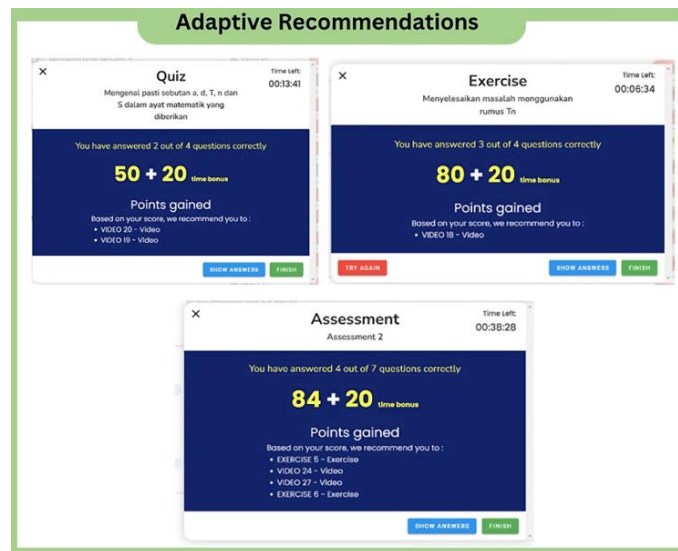 Adaptive Recommendations
×
Quiz
Time Left:
00:13:41
Mengenal pasti sebutan a, d, T, n dan
S dalam ayat matematik yang
diberikan
You have answered 2 out of 4 questions correctly
50 + 20 time bonus
Points gained
Based on your score, we recommend you to :
• VIDEO 20 - Video
• VIDEO 19 - Video
SHOW ANSWERS
FINISH
×
Exercise
Time Left:
00:06:34
Menyelesaikan masalah menggunakan
rumus Tn
You have answered 3 out of 4 questions correctly
80 + 20 time bonus
Points gained
Based on your score, we recommend you to :
• VIDEO 18 - Video
TRY AGAIN
SHOW ANSWERS
FINISH
×
Assessment
Time Left:
00:38:28
Assessment 2
You have answered 4 out of 7 questions correctly
84 + 20 time bonus
Points gained
Based on your score, we recommend you to :
• EXERCISE 5 - Exercise
• VIDEO 24 - Video
• VIDEO 27 - Video
• EXERCISE 6 - Exercise
SHOW ANSWERS
FINISH